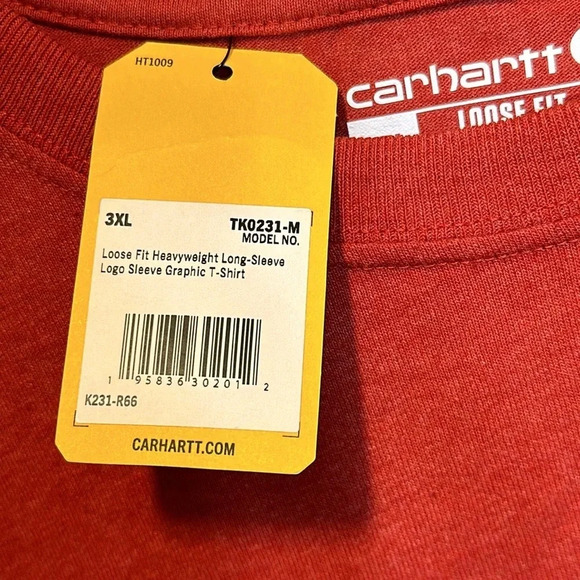 HT1009
carhartt
LOOSE FIT
3XL
TK0231-M
MODEL NO.
Loose Fit Heavyweight Long-Sleeve
Logo Sleeve Graphic T-Shirt
1 95836 30201 2
K231-R66
CARHARTT.COM